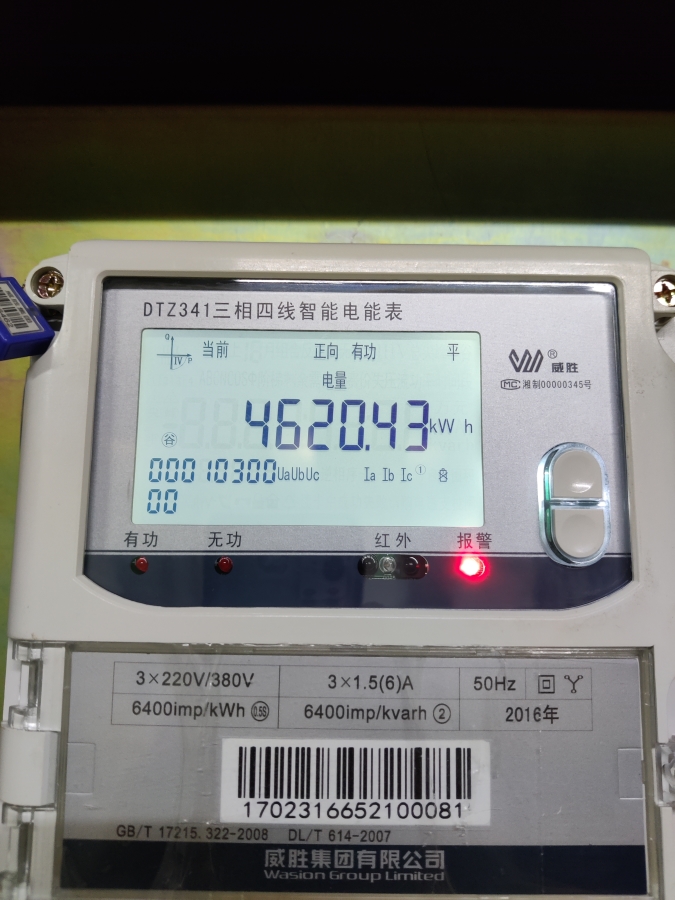 DTZ341三相四线智能电能表
当前 正向 有功 平
电量
4620.43 kWh
谷
00010300 UaUbUc Ia Ib Ic ① 8
00
威胜®
MC 湘制00000345号
有功 无功 红外 报警
3×220V/380V 3×1.5(6)A 50Hz
6400imp/kWh 0.5S 6400imp/kvarh ② 2016年
1702316652100081
GB/T 17215.322-2008 DL/T 614-2007
威胜集团有限公司
Wasion Group Limited